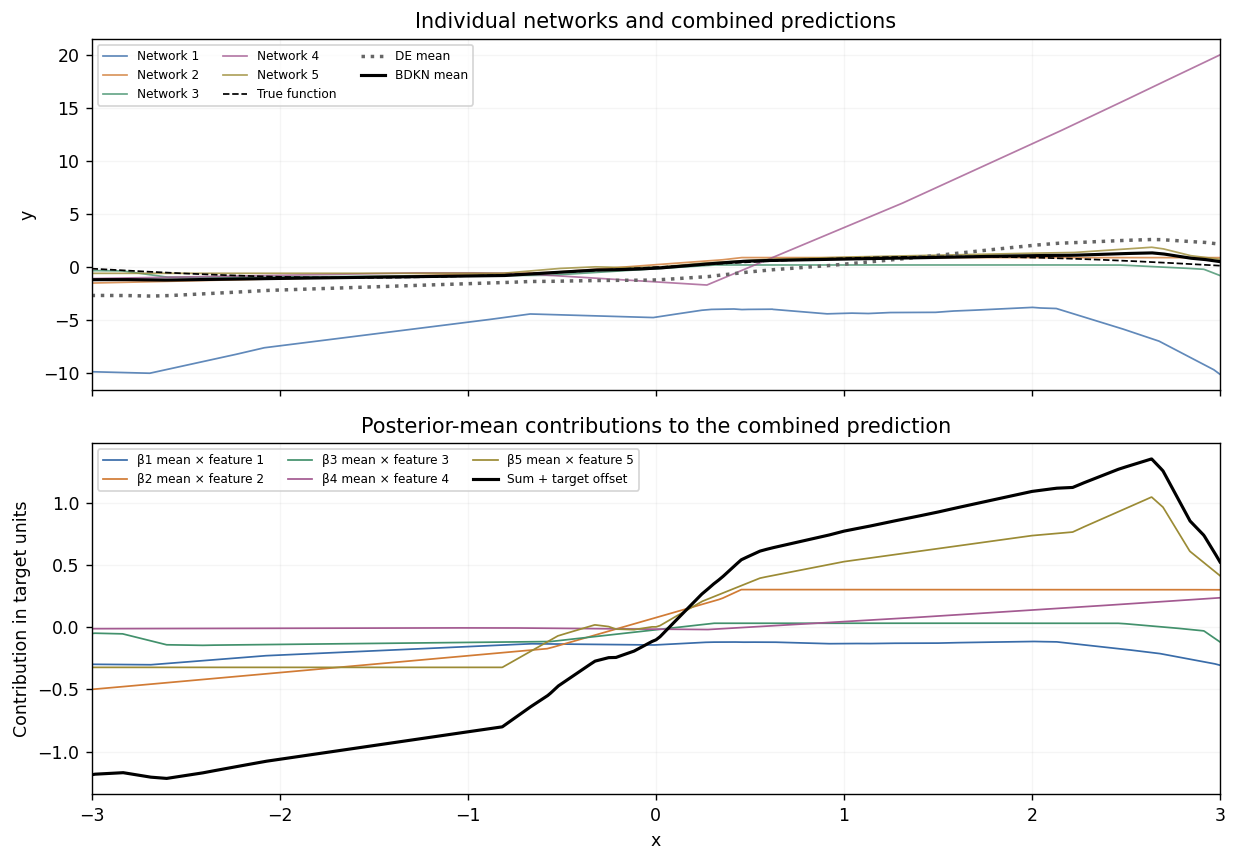 Individual networks and combined predictions
Network 1
Network 2
Network 3
Network 4
Network 5
True function
DE mean
BDKN mean
20
15
10
5
0
−5
−10
y
Posterior-mean contributions to the combined prediction
β1 mean × feature 1
β2 mean × feature 2
β3 mean × feature 3
β4 mean × feature 4
β5 mean × feature 5
Sum + target offset
1.0
0.5
0.0
−0.5
−1.0
Contribution in target units
−3
−2
−1
0
1
2
3
x